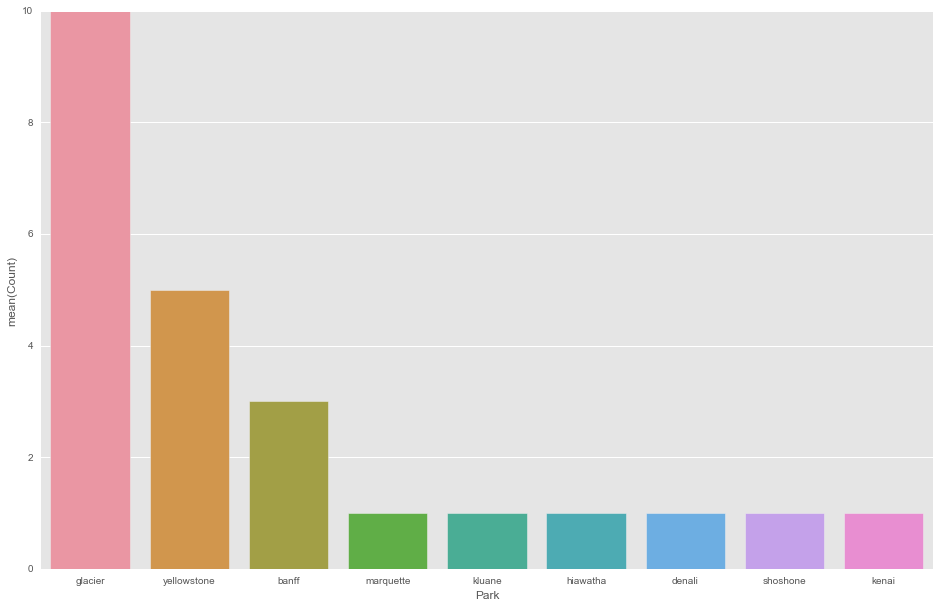 10
8
6
4
2
0
mean(Count)
glacier yellowstone banff marquette kluane hiawatha denali shoshone kenai
Park